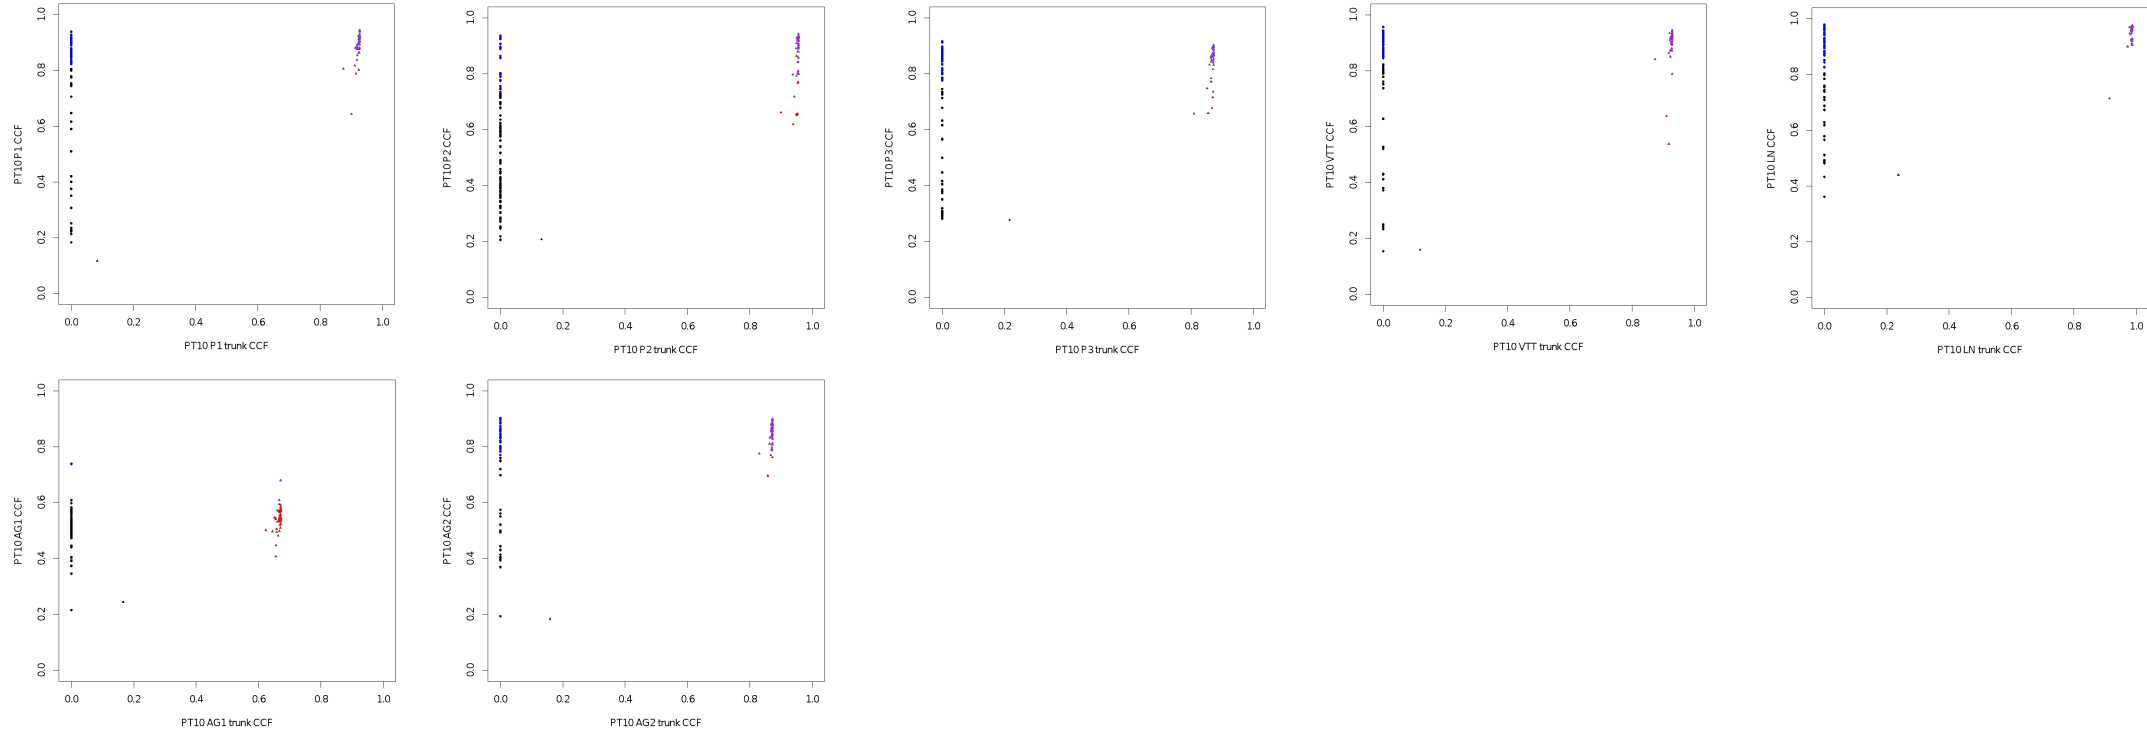 1.0
0.8
0.6
0.4
0.2
0.0
PT10 P1 CCF
0.0 0.2 0.4 0.6 0.8 1.0
PT10 P1 trunk CCF
1.0
0.8
0.6
0.4
0.2
0.0
PT10 P2 CCF
0.0 0.2 0.4 0.6 0.8 1.0
PT10 P2 trunk CCF
1.0
0.8
0.6
0.4
0.2
0.0
PT10 P3 CCF
0.0 0.2 0.4 0.6 0.8 1.0
PT10 P3 trunk CCF
1.0
0.8
0.6
0.4
0.2
0.0
PT10 VTT CCF
0.0 0.2 0.4 0.6 0.8 1.0
PT10 VTT trunk CCF
1.0
0.8
0.6
0.4
0.2
0.0
PT10 LN CCF
0.0 0.2 0.4 0.6 0.8 1.0
PT10 LN trunk CCF
1.0
0.8
0.6
0.4
0.2
0.0
PT10 AG1 CCF
0.0 0.2 0.4 0.6 0.8 1.0
PT10 AG1 trunk CCF
1.0
0.8
0.6
0.4
0.2
0.0
PT10 AG2 CCF
0.0 0.2 0.4 0.6 0.8 1.0
PT10 AG2 trunk CCF